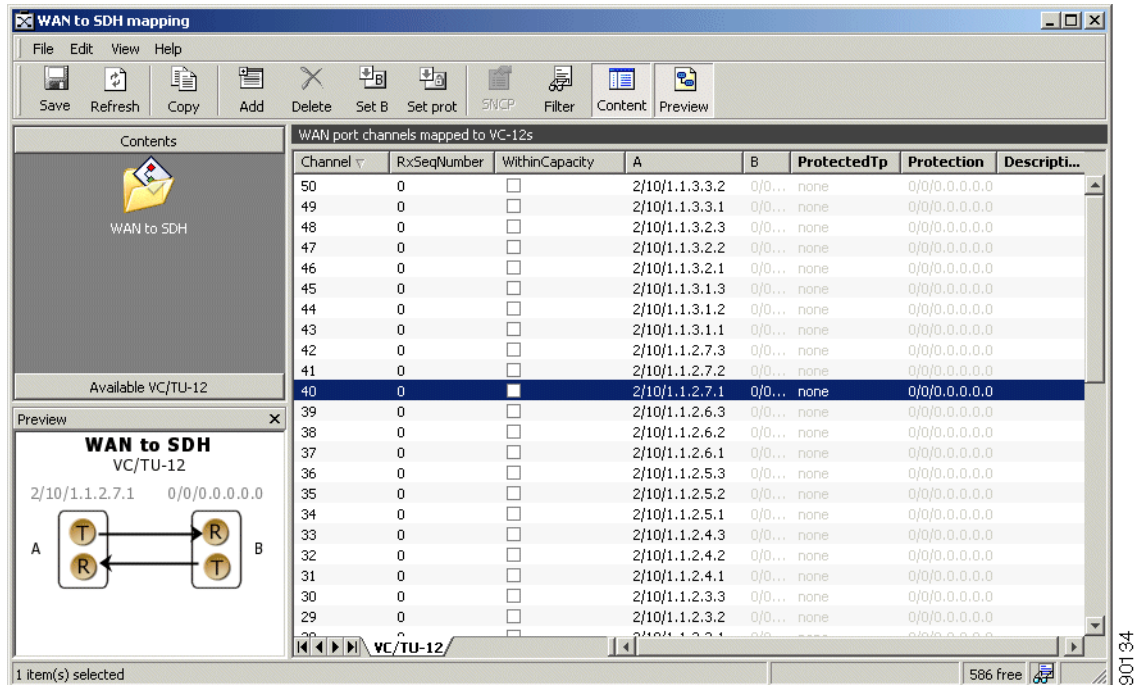 WAN to SDH mapping
File Edit View Help
Save Refresh Copy Add Delete Set B Set prot SNCP Filter Content Preview
Contents
WAN to SDH
Available VC/TU-12
Preview
WAN to SDH
VC/TU-12
2/10/1.1.2.7.1 0/0/0.0.0.0.0
T R
A B
R T
WAN port channels mapped to VC-12s
Channel RxSeqNumber WithinCapacity A B ProtectedTp Protection Descripti...
50 0 2/10/1.1.3.3.2 0/0... none 0/0/0.0.0.0.0
49 0 2/10/1.1.3.3.1 0/0... none 0/0/0.0.0.0.0
48 0 2/10/1.1.3.2.3 0/0... none 0/0/0.0.0.0.0
47 0 2/10/1.1.3.2.2 0/0... none 0/0/0.0.0.0.0
46 0 2/10/1.1.3.2.1 0/0... none 0/0/0.0.0.0.0
45 0 2/10/1.1.3.1.3 0/0... none 0/0/0.0.0.0.0
44 0 2/10/1.1.3.1.2 0/0... none 0/0/0.0.0.0.0
43 0 2/10/1.1.3.1.1 0/0... none 0/0/0.0.0.0.0
42 0 2/10/1.1.2.7.3 0/0... none 0/0/0.0.0.0.0
41 0 2/10/1.1.2.7.2 0/0... none 0/0/0.0.0.0.0
40 0 2/10/1.1.2.7.1 0/0... none 0/0/0.0.0.0.0
39 0 2/10/1.1.2.6.3 0/0... none 0/0/0.0.0.0.0
38 0 2/10/1.1.2.6.2 0/0... none 0/0/0.0.0.0.0
37 0 2/10/1.1.2.6.1 0/0... none 0/0/0.0.0.0.0
36 0 2/10/1.1.2.5.3 0/0... none 0/0/0.0.0.0.0
35 0 2/10/1.1.2.5.2 0/0... none 0/0/0.0.0.0.0
34 0 2/10/1.1.2.5.1 0/0... none 0/0/0.0.0.0.0
33 0 2/10/1.1.2.4.3 0/0... none 0/0/0.0.0.0.0
32 0 2/10/1.1.2.4.2 0/0... none 0/0/0.0.0.0.0
31 0 2/10/1.1.2.4.1 0/0... none 0/0/0.0.0.0.0
30 0 2/10/1.1.2.3.3 0/0... none 0/0/0.0.0.0.0
29 0 2/10/1.1.2.3.2 0/0... none 0/0/0.0.0.0.0
VC/TU-12
1 item(s) selected
586 free
90134